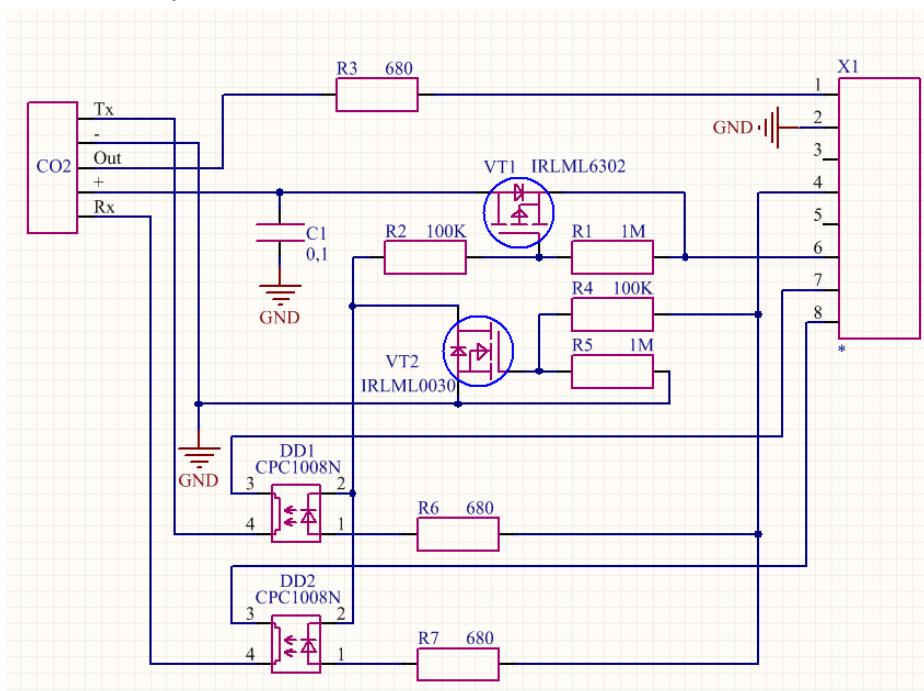 X1
R3 680
1
Tx
GND
2
-
CO2
Out
3
VT1 IRLML6302
+
4
Rx
5
R2 100K
R1 1M
C1
0,1
6
R4 100K
7
GND
8
R5 1M
*
VT2
IRLML0030
DD1
GND
CPC1008N
3
2
R6 680
4
1
DD2
CPC1008N
3
2
R7 680
4
1